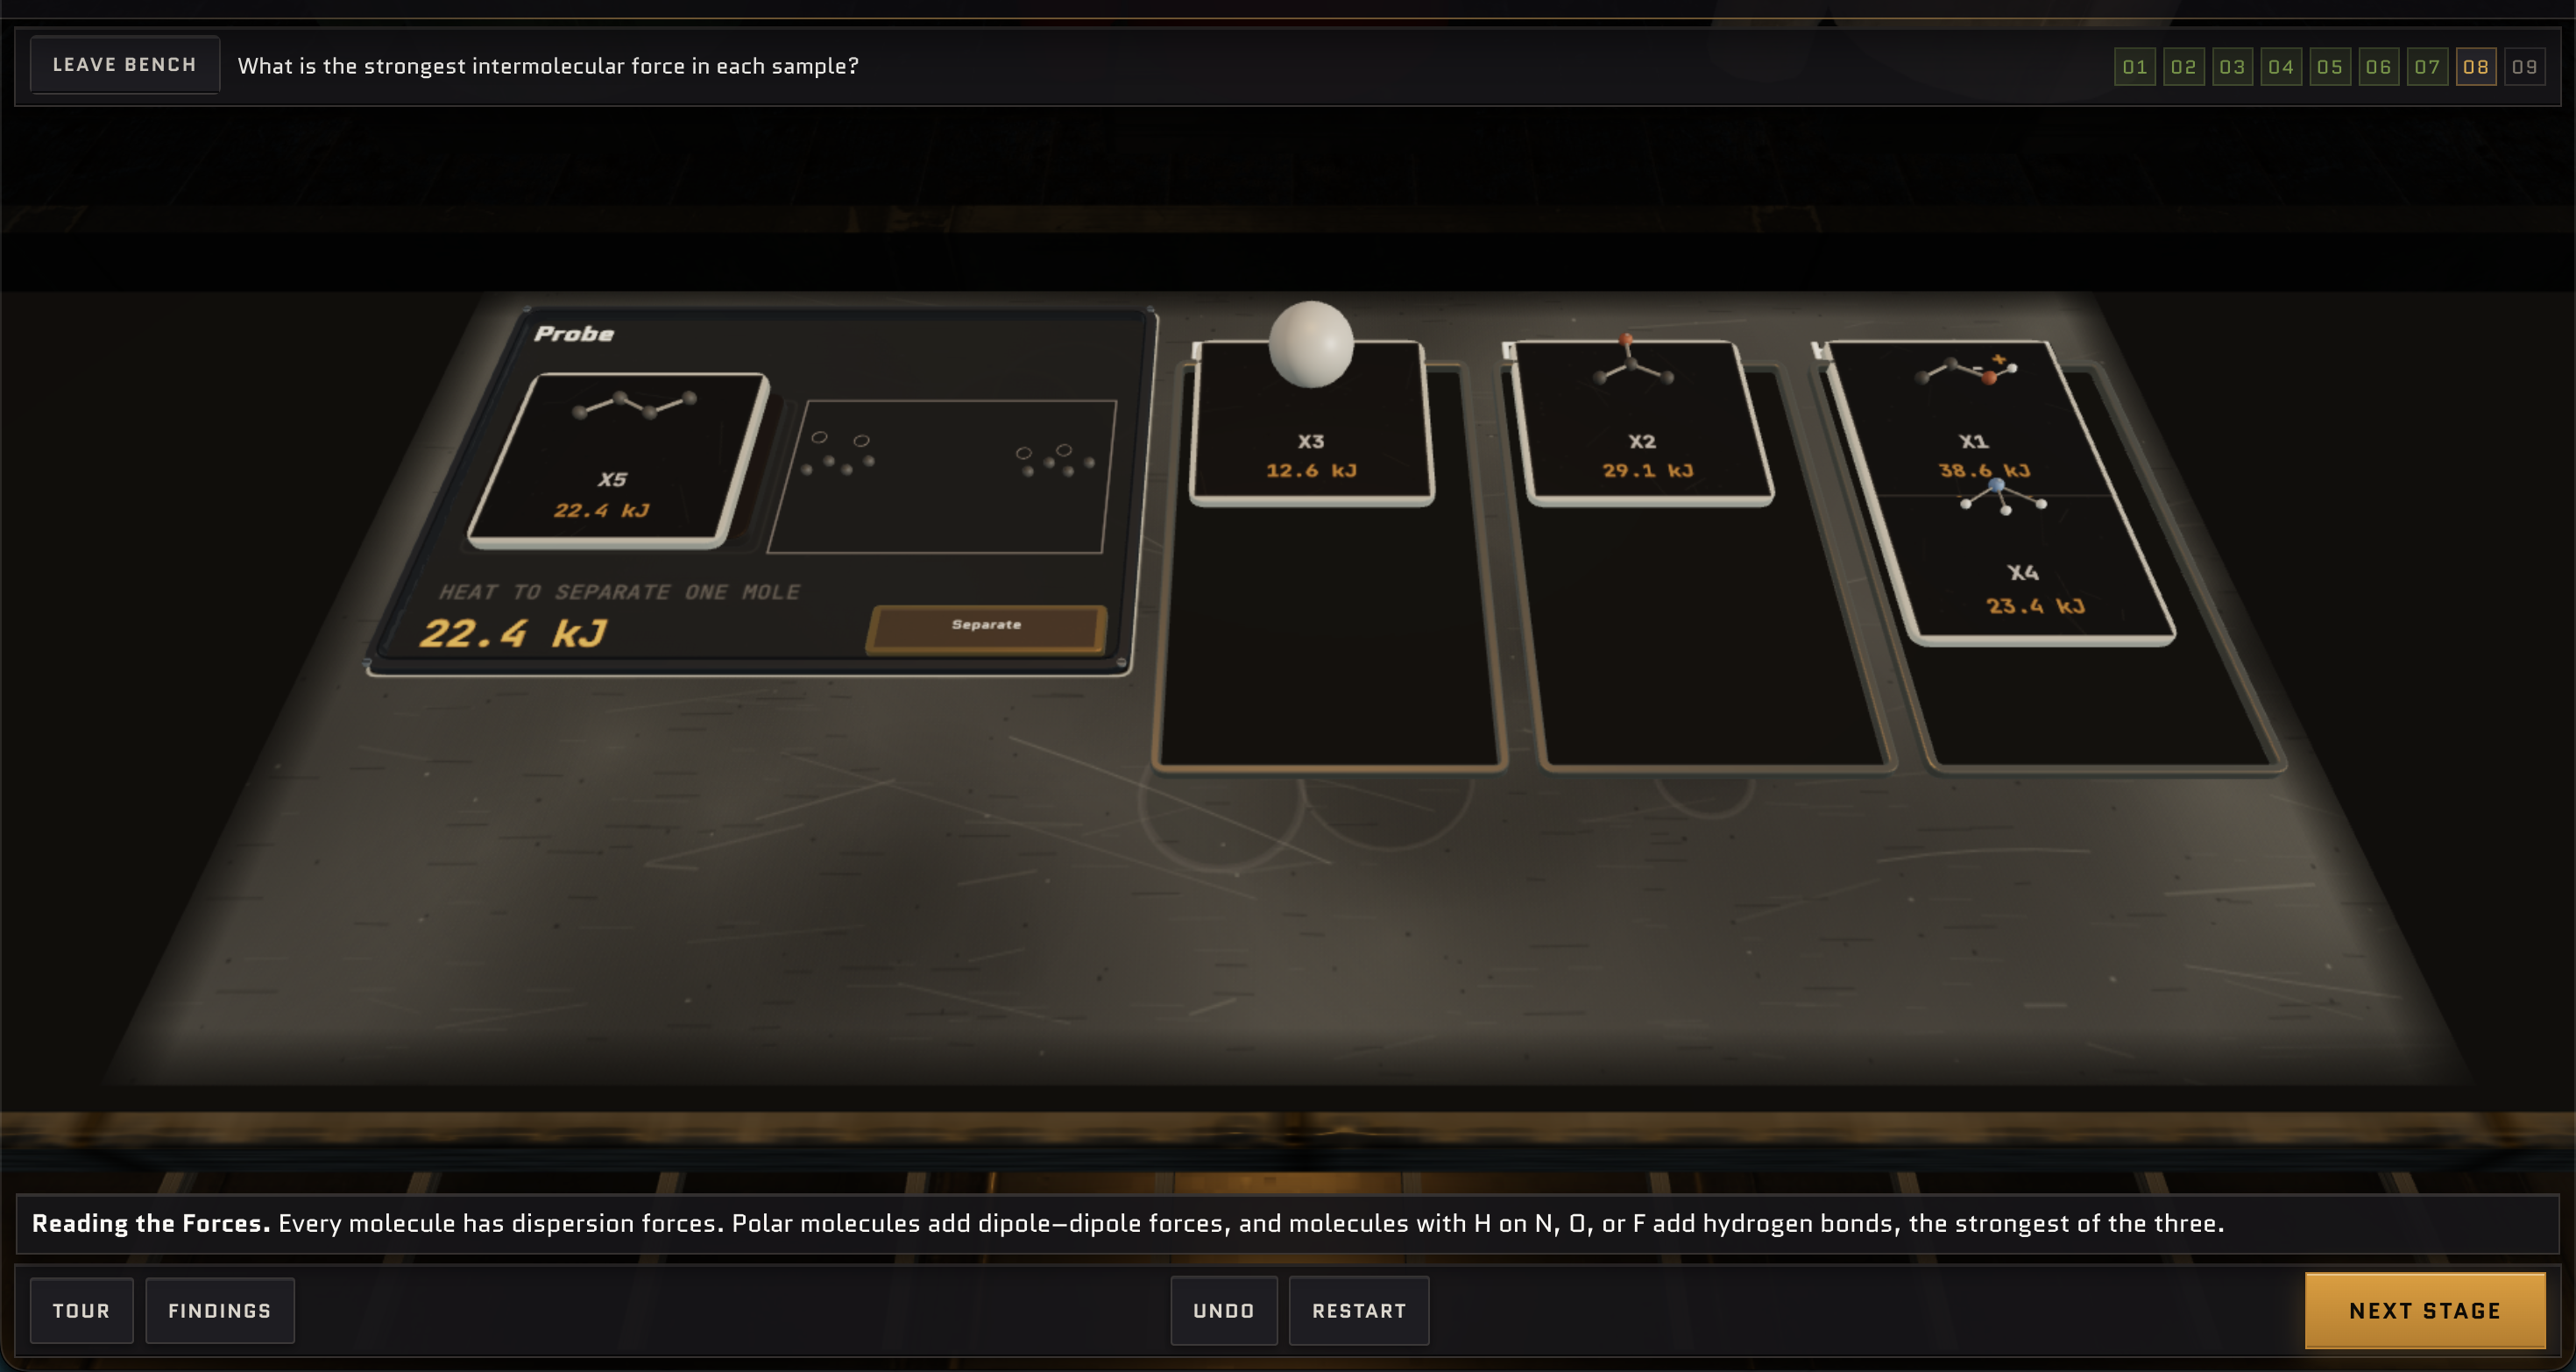 LEAVE BENCH
What is the strongest intermolecular force in each sample?
01 02 03 04 05 06 07 08 09
Probe
X5
22.4 kJ
HEAT TO SEPARATE ONE MOLE
22.4 kJ
Separate
X3
12.6 kJ
X2
29.1 kJ
+
-
X1
38.6 kJ
X4
23.4 kJ
Reading the Forces. Every molecule has dispersion forces. Polar molecules add dipole–dipole forces, and molecules with H on N, O, or F add hydrogen bonds, the strongest of the three.
TOUR
FINDINGS
UNDO
RESTART
NEXT STAGE